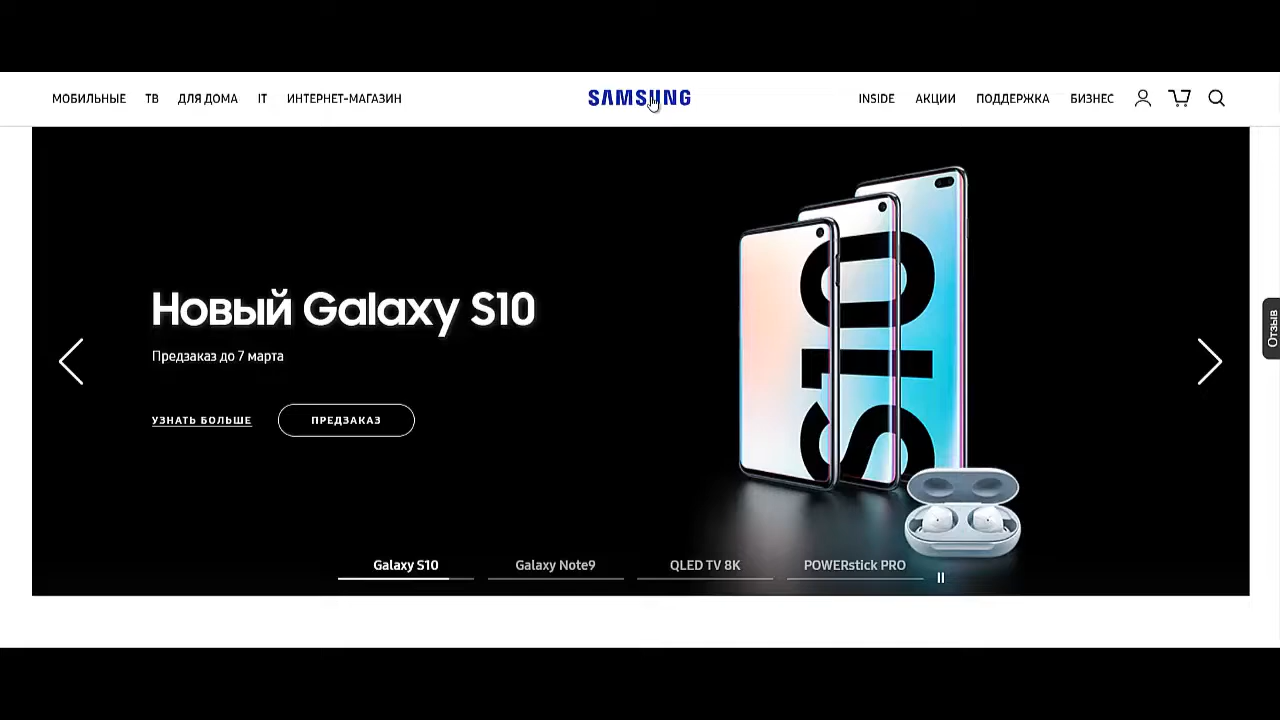 МОБИЛЬНЫЕ ТВ ДЛЯ ДОМА IT ИНТЕРНЕТ-МАГАЗИН SAMSUNG INSIDE АКЦИИ ПОДДЕРЖКА БИЗНЕС
Новый Galaxy S10
Предзаказ до 7 марта
УЗНАТЬ БОЛЬШЕ ПРЕДЗАКАЗ
S10
Отзыв
Galaxy S10 Galaxy Note9 QLED TV 8K POWERstick PRO